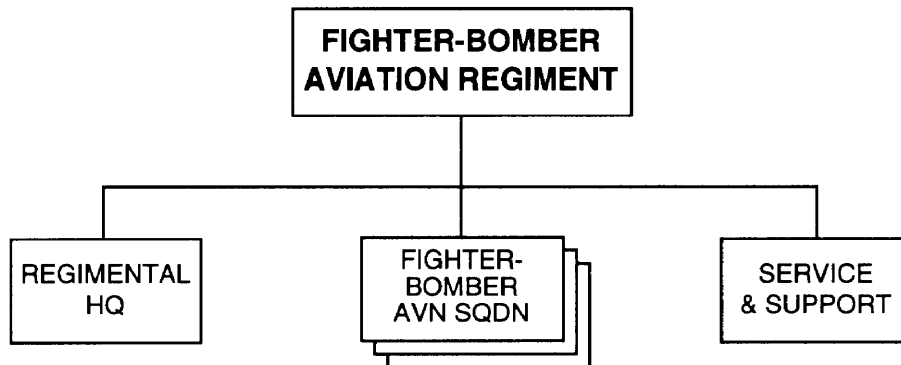 FIGHTER-BOMBER
AVIATION REGIMENT
REGIMENTAL
HQ
FIGHTER-
BOMBER
AVN SQDN
SERVICE
& SUPPORT